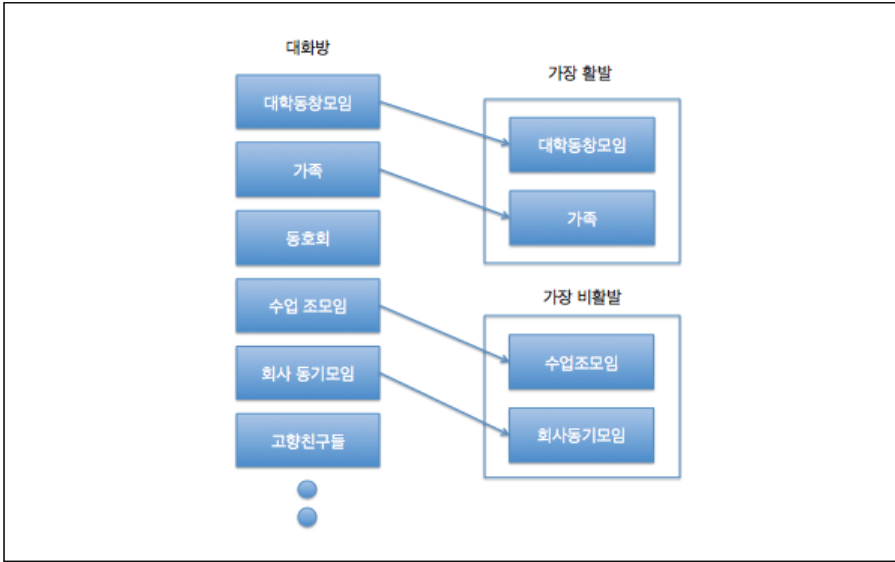 대화방
대학동창모임
가족
동호회
수업 조모임
회사 동기모임
고향친구들
가장 활발
대학동창모임
가족
가장 비활발
수업조모임
회사동기모임